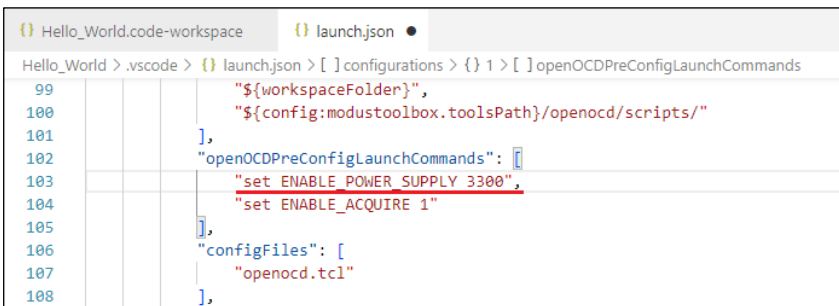 {} Hello_World.code-workspace {} launch.json ●
Hello_World > .vscode > {} launch.json > [ ] configurations > {} 1 > [ ] openOCDPreConfigLaunchCommands
99 "${workspaceFolder}",
100 "${config:modustoolbox.toolsPath}/openocd/scripts/"
101 ],
102 "openOCDPreConfigLaunchCommands": [
103 "set ENABLE_POWER_SUPPLY 3300",
104 "set ENABLE_ACQUIRE 1"
105 ],
106 "configFiles": [
107 "openocd.tcl"
108 ],